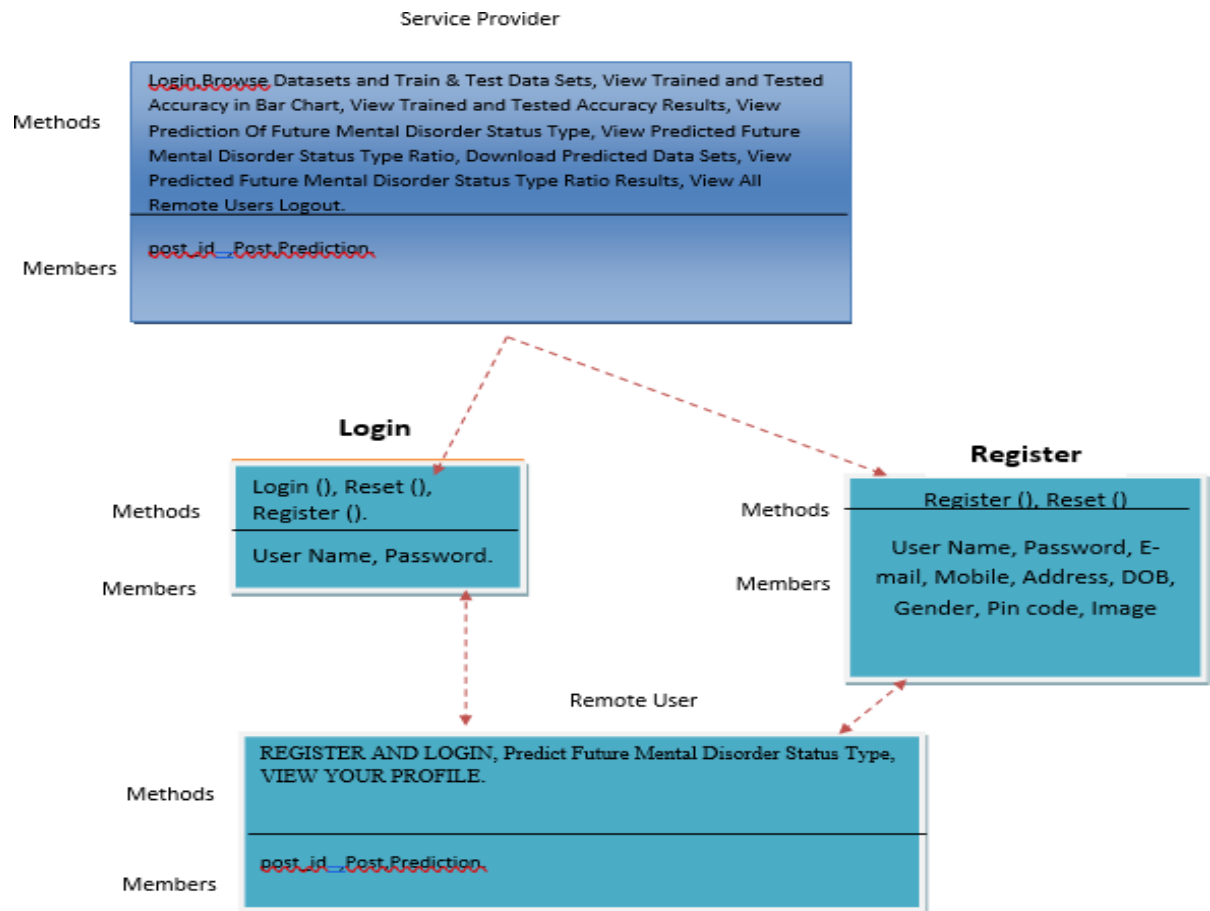 Service Provider
Methods
Login,Browse Datasets and Train & Test Data Sets, View Trained and Tested
Accuracy in Bar Chart, View Trained and Tested Accuracy Results, View
Prediction Of Future Mental Disorder Status Type, View Predicted Future
Mental Disorder Status Type Ratio, Download Predicted Data Sets, View
Predicted Future Mental Disorder Status Type Ratio Results, View All
Remote Users Logout.
Members
post_id ,Post,Prediction.
Login
Methods
Login (), Reset (),
Register ().
Members
User Name, Password.
Register
Methods
Register (), Reset ()
Members
User Name, Password, E-
mail, Mobile, Address, DOB,
Gender, Pin code, Image
Remote User
Methods
REGISTER AND LOGIN, Predict Future Mental Disorder Status Type,
VIEW YOUR PROFILE.
Members
post_id ,Post,Prediction.